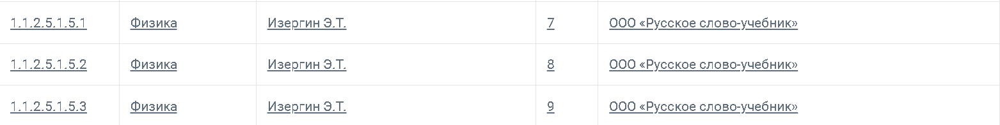 1.1.2.5.1.5.1 Физика Изергин Э.Т. 7 ООО «Русское слово-учебник»
1.1.2.5.1.5.2 Физика Изергин Э.Т. 8 ООО «Русское слово-учебник»
1.1.2.5.1.5.3 Физика Изергин Э.Т. 9 ООО «Русское слово-учебник»